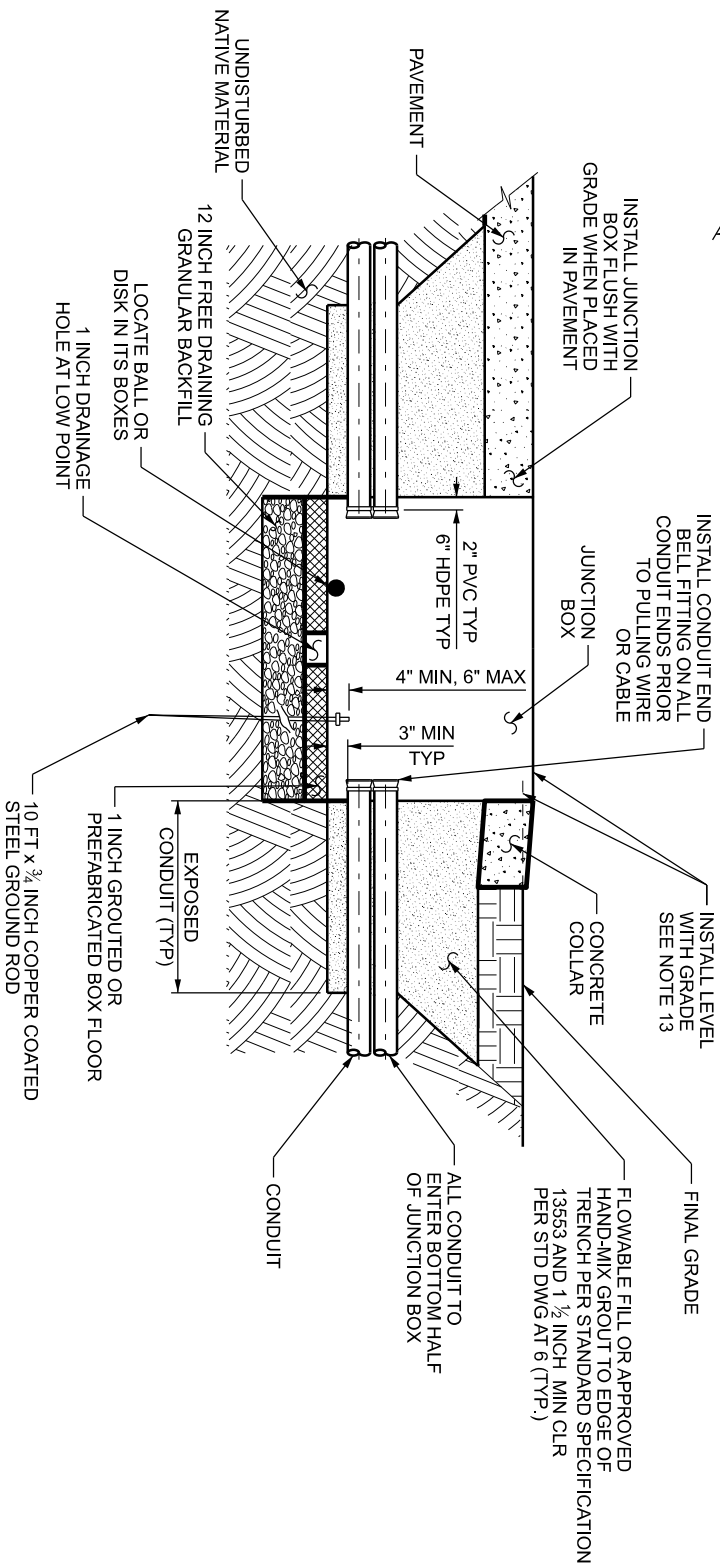 INSTALL JUNCTION
BOX FLUSH WITH
GRADE WHEN PLACED
IN PAVEMENT
PAVEMENT
UNDISTURBED
NATIVE MATERIAL
12 INCH FREE DRAINING
GRANULAR BACKFILL
LOCATE BALL OR
DISK IN ITS BOXES
1 INCH DRAINAGE
HOLE AT LOW POINT
INSTALL CONDUIT END
BELL FITTING ON ALL
CONDUIT ENDS PRIOR
TO PULLING WIRE
OR CABLE
JUNCTION
BOX
2" PVC TYP
6" HDPE TYP
4" MIN, 6" MAX
3" MIN
TYP
INSTALL LEVEL
WITH GRADE
SEE NOTE 13
CONCRETE
COLLAR
EXPOSED
CONDUIT (TYP)
1 INCH GROUTED OR
PREFABRICATED BOX FLOOR
10 FT x 3/4 INCH COPPER COATED
STEEL GROUND ROD
FINAL GRADE
FLOWABLE FILL OR APPROVED
HAND-MIX GROUT TO EDGE OF
TRENCH PER STANDARD SPECIFICATION
13553 AND 1 1/2 INCH MIN CLR
PER STD DWG AT 6 (TYP.)
ALL CONDUIT TO
ENTER BOTTOM HALF
OF JUNCTION BOX
CONDUIT